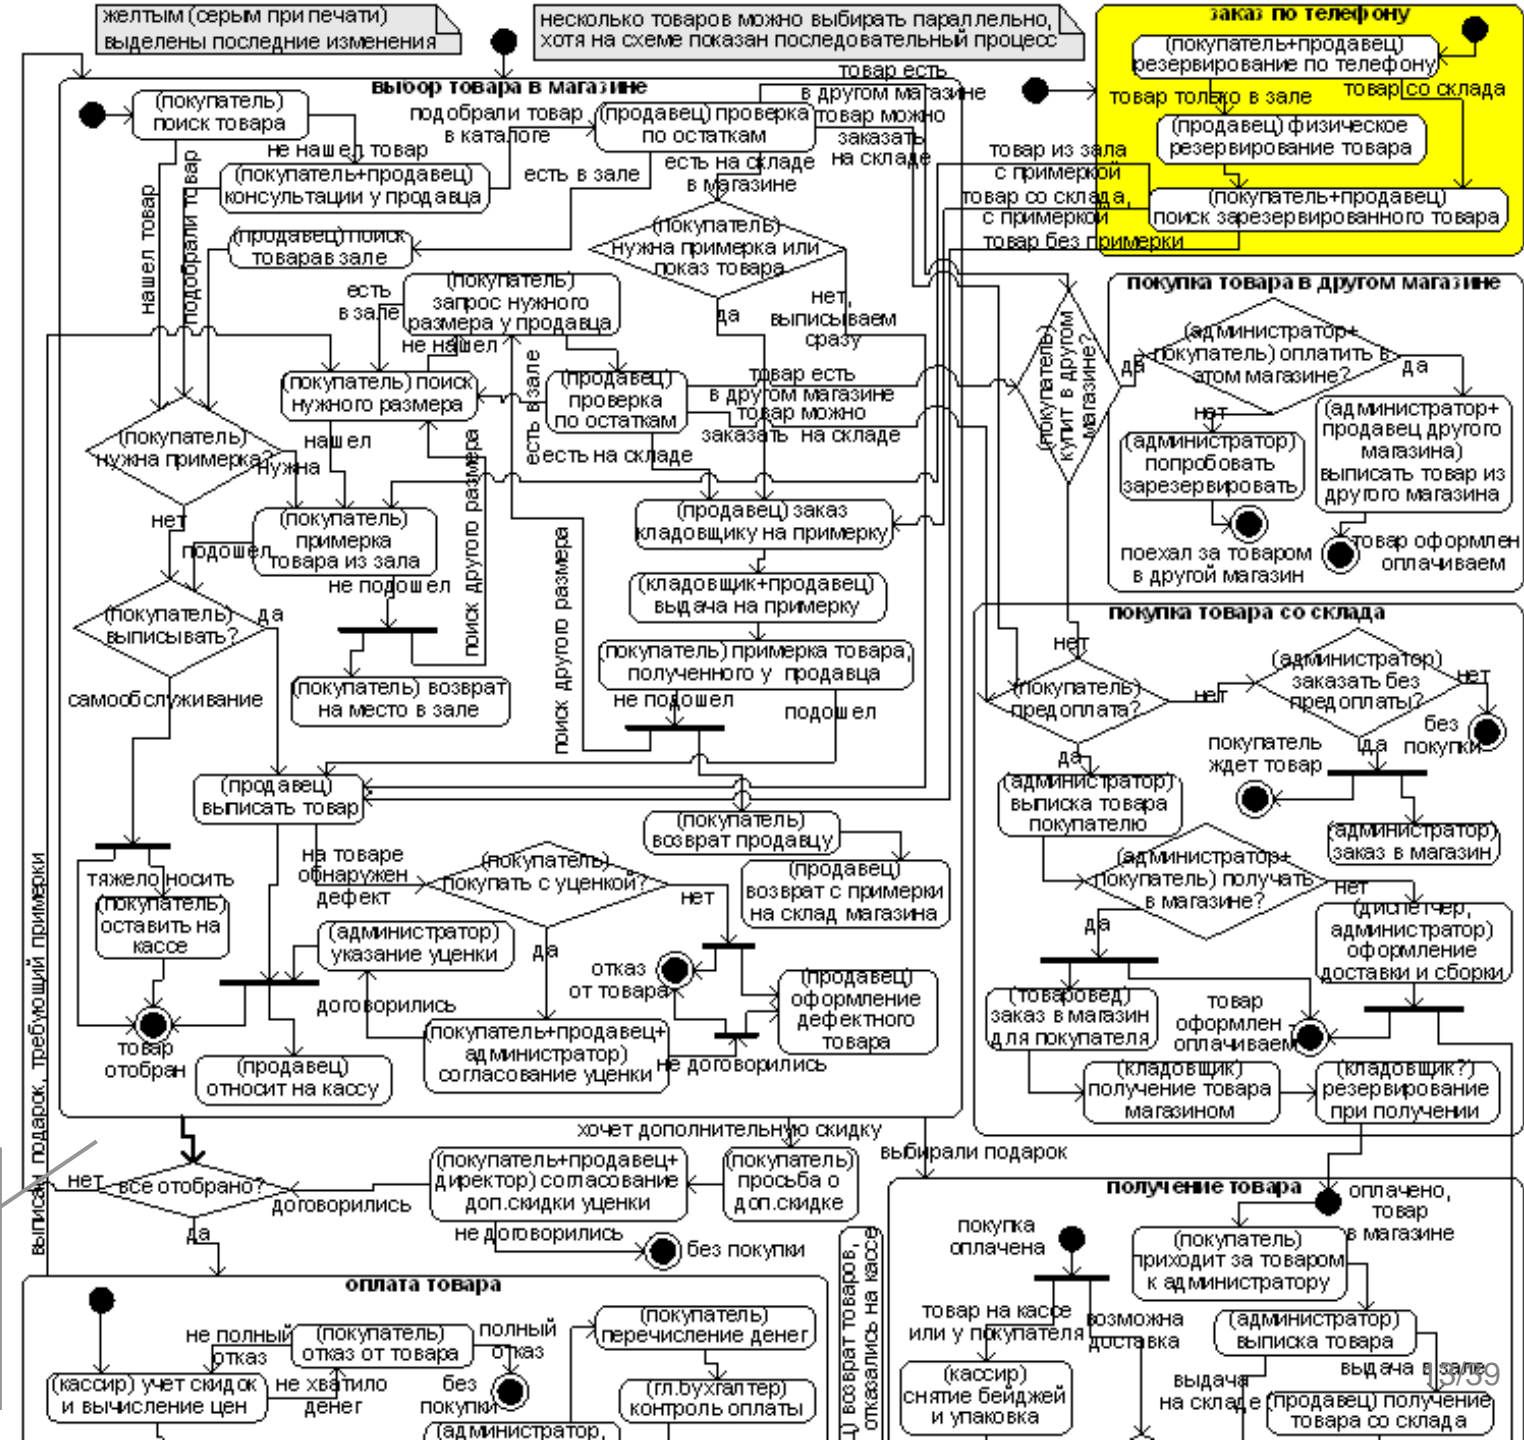 желтым (серым при печати)
выделены последние изменения
несколько товаров можно выбирать параллельно,
хотя на схеме показан последовательный процесс
заказ по телефону
(покупатель+продавец)
резервирование по телефону
товар только в зале
товар со склада
(продавец) физическое
резервирование товара
(покупатель+продавец)
поиск зарезервированного товара
товар из зала
с примеркой
товар со склада,
с примеркой
товар без примерки
выбор товара в магазине
(покупатель)
поиск товара
не нашел товар
(покупатель+продавец)
консультации у продавца
подобрали товар
в каталоге
(продавец) проверка
по остаткам
товар есть
в другом магазине
товар можно
заказать
на складе
есть в зале
есть на складе
в магазине
нашел товар
подобрали товар
(продавец) поиск
товара в зале
(покупатель)
нужна примерка или
показ товара
да
нет,
выписываем
сразу
есть
в зале
(покупатель)
запрос нужного
размера у продавца
не нашел
(покупатель) поиск
нужного размера
(продавец)
проверка
по остаткам
товар есть
в другом магазине
товар можно
заказать на складе
есть в зале
есть на складе
(покупатель)
нужна примерка?
нужна
нашел
нет
(покупатель)
примерка
товара из зала
подошел
не подошел
поиск другого размера
поиск другого размера
(продавец) заказ
кладовщику на примерку
(кладовщик+продавец)
выдача на примерку
(покупатель) примерка товара,
полученного у продавца
не подошел
подошел
(покупатель)
выписывать?
да
самообслуживание
(покупатель) возврат
на место в зале
(продавец)
выписать товар
(покупатель)
возврат продавцу
(продавец)
возврат с примерки
на склад магазина
тяжело носить
(покупатель)
оставить на
кассе
товар
отобран
на товаре
обнаружен
дефект
(покупатель)
покупать с уценкой?
нет
да
(администратор)
указание уценки
договорились
(покупатель+продавец+
администратор)
согласование уценки
не договорились
отказ
от товара
(продавец)
оформление
дефектного
товара
(продавец)
относит на кассу
(покупатель)
купит в другом
магазине?
да
нет
покупка товара в другом магазине
(администратор+
покупатель) оплатить в
этом магазине?
да
нет
(администратор)
попробовать
зарезервировать
(администратор+
продавец другого
магазина)
выписать товар из
другого магазина
поехал за товаром
в другой магазин
товар оформлен
оплачиваем
покупка товара со склада
(покупатель)
предоплата?
нет
да
(администратор)
заказать без
предоплаты?
нет
да
без
покупки
покупатель
ждет товар
(администратор)
заказ в магазин
(администратор)
выписка товара
покупателю
(администратор+
покупатель) получать
в магазине?
нет
да
(диспетчер,
администратор)
оформление
доставки и сборки
(товаровед)
заказ в магазин
для покупателя
товар
оформлен
оплачиваем
(кладовщик)
получение товара
магазином
(кладовщик?)
резервирование
при получении
выписан подарок, требующий примерки
хочет дополнительную скидку
выбирали подарок
все отобрано?
нет
да
договорились
(покупатель+продавец+
директор) согласование
доп.скидки уценки
(покупатель)
просьба о
доп.скидке
не договорились
без покупки
оплата товара
не полный
отказ
(покупатель)
отказ от товара
полный
отказ
(кассир) учет скидок
и вычисление цен
не хватило
денег
без
покупки
(администратор,
(покупатель)
перечисление денег
(гл.бухгалтер)
контроль оплаты
) возврат товаров,
отказались на кассе
получение товара
покупка
оплачена
оплачено,
товар
в магазине
(покупатель)
приходит за товаром
к администратору
товар на кассе
или у покупателя
возможна
доставка
(администратор)
выписка товара
(кассир)
снятие бейджей
и упаковка
выдача
на складе
выдача в зале
(продавец) получение
товара со склада
13/39